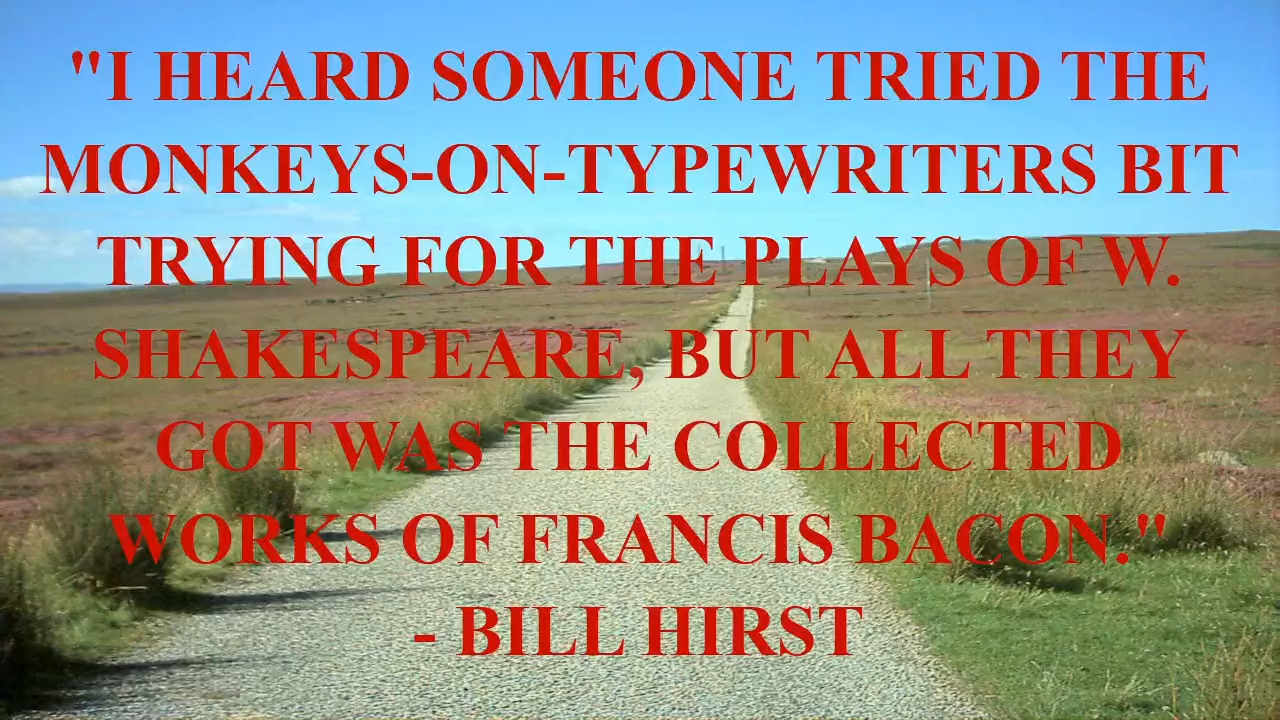 "I HEARD SOMEONE TRIED THE
MONKEYS-ON-TYPEWRITERS BIT
TRYING FOR THE PLAYS OF W.
SHAKESPEARE, BUT ALL THEY
GOT WAS THE COLLECTED
WORKS OF FRANCIS BACON."
- BILL HIRST